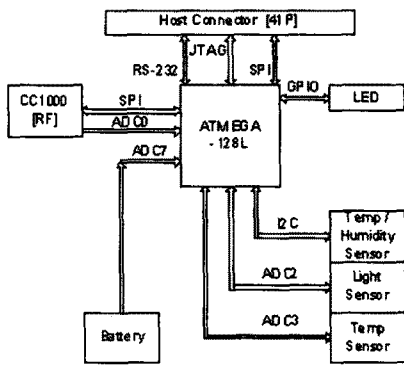 Host Connector [41P]
JTAG
RS-232
SPI
GPIO
LED
CC1000
[RF]
SPI
ADC0
ATMEGA
-128L
ADC7
I2C
Temp /
Humidity
Sensor
ADC2
Light
Sensor
ADC3
Temp
Sensor
Battery